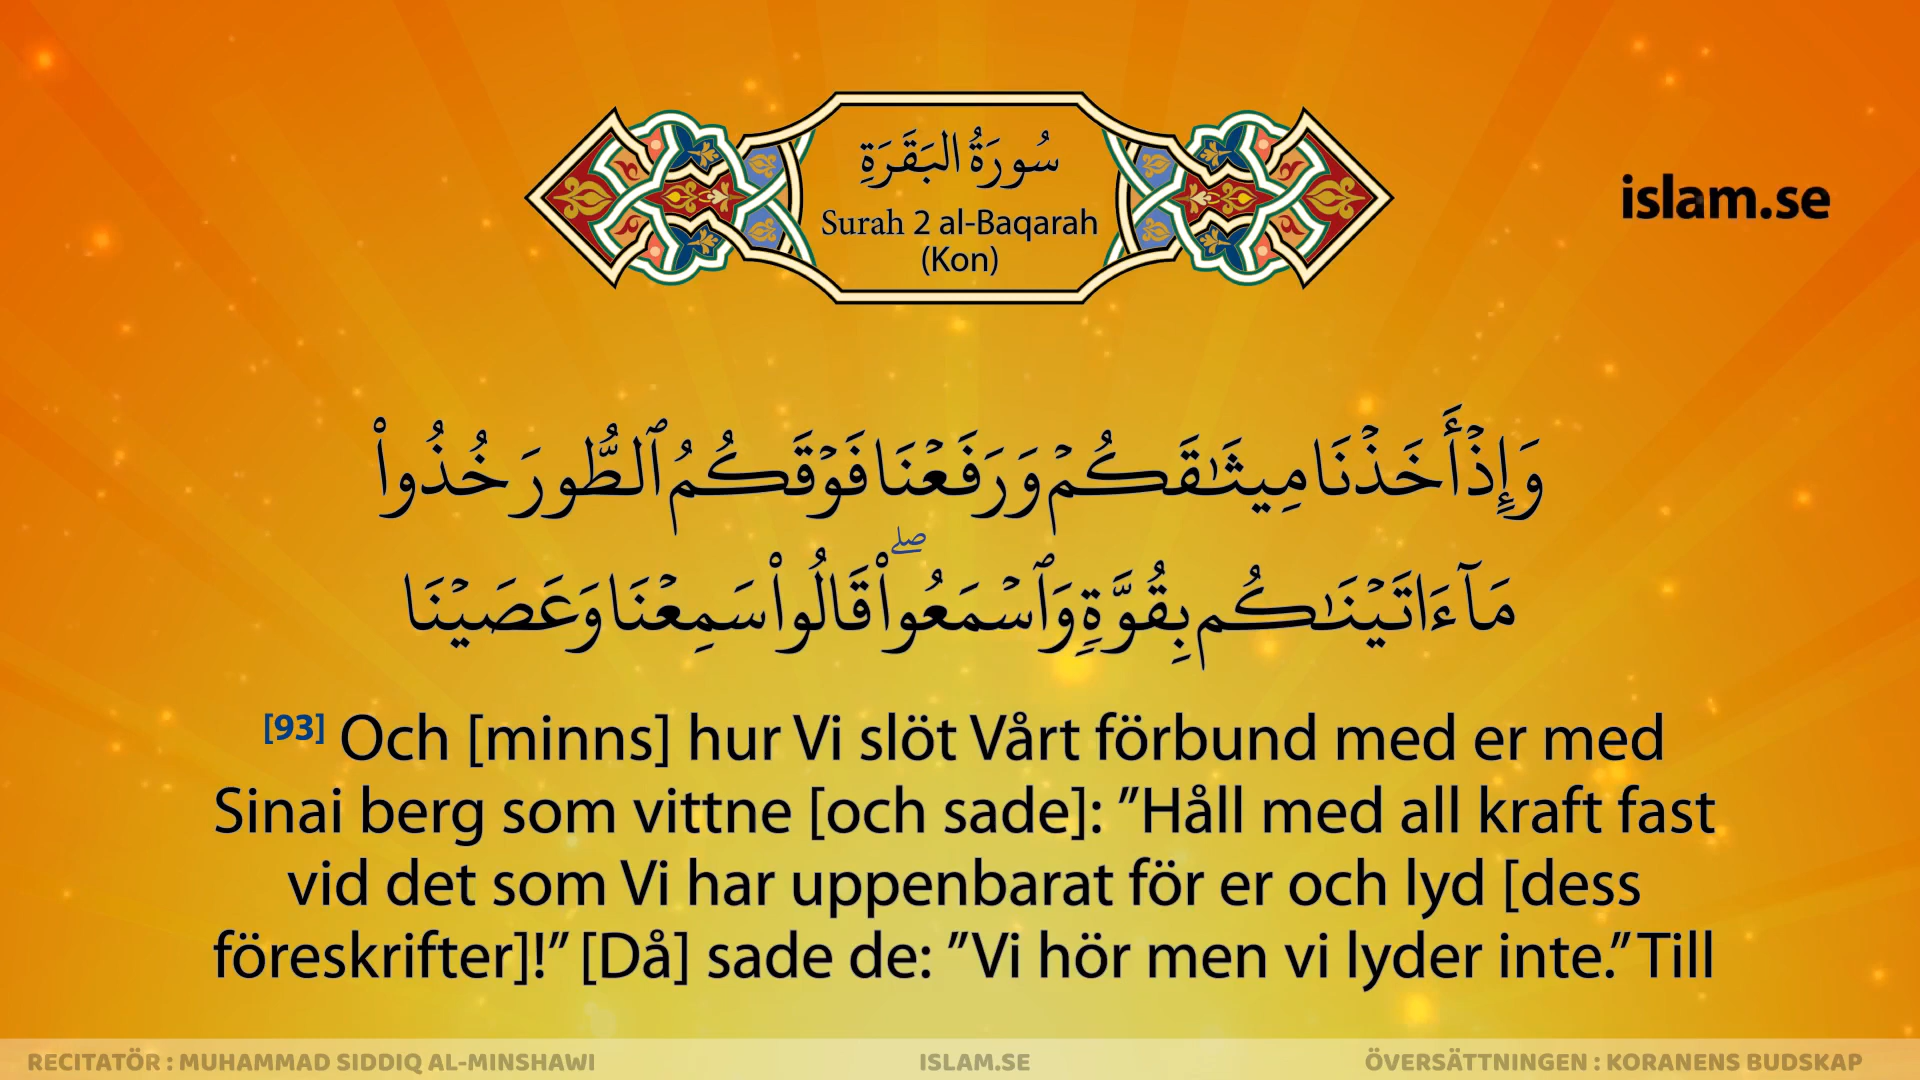 سُورَةُ البَقَرَةِ
Surah 2 al-Baqarah
(Kon)
islam.se
وَإِذۡ أَخَذۡنَا مِيثَٰقَكُمۡ وَرَفَعۡنَا فَوۡقَكُمُ ٱلطُّورَ خُذُواْ
مَآ ءَاتَيۡنَٰكُم بِقُوَّةٖ وَٱسۡمَعُواْۖ قَالُواْ سَمِعۡنَا وَعَصَيۡنَا
[93] Och [minns] hur Vi slöt Vårt förbund med er med
Sinai berg som vittne [och sade]: ”Håll med all kraft fast
vid det som Vi har uppenbarat för er och lyd [dess
föreskrifter]!” [Då] sade de: ”Vi hör men vi lyder inte.” Till
RECITATÖR : MUHAMMAD SIDDIQ AL-MINSHAWI
ISLAM.SE
ÖVERSÄTTNINGEN : KORANENS BUDSKAP